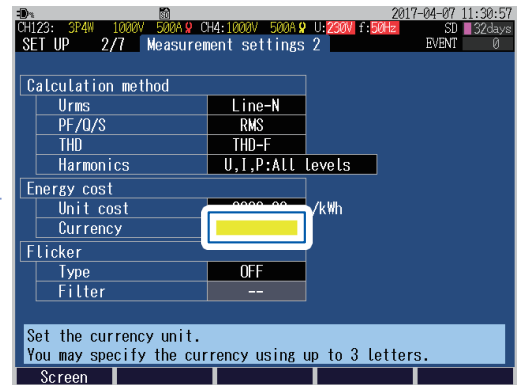 2017-04-07 11:30:57
CH123: 3P4W 1000V 500A CH4:1000V 500A U:230V f:50Hz SD 32days
SET UP 2/7 Measurement settings 2 EVENT 0
Calculation method
Urms Line-N
PF/Q/S RMS
THD THD-F
Harmonics U,I,P:All levels
Energy cost
Unit cost /kWh
Currency
Flicker
Type OFF
Filter --
Set the currency unit.
You may specify the currency using up to 3 letters.
Screen